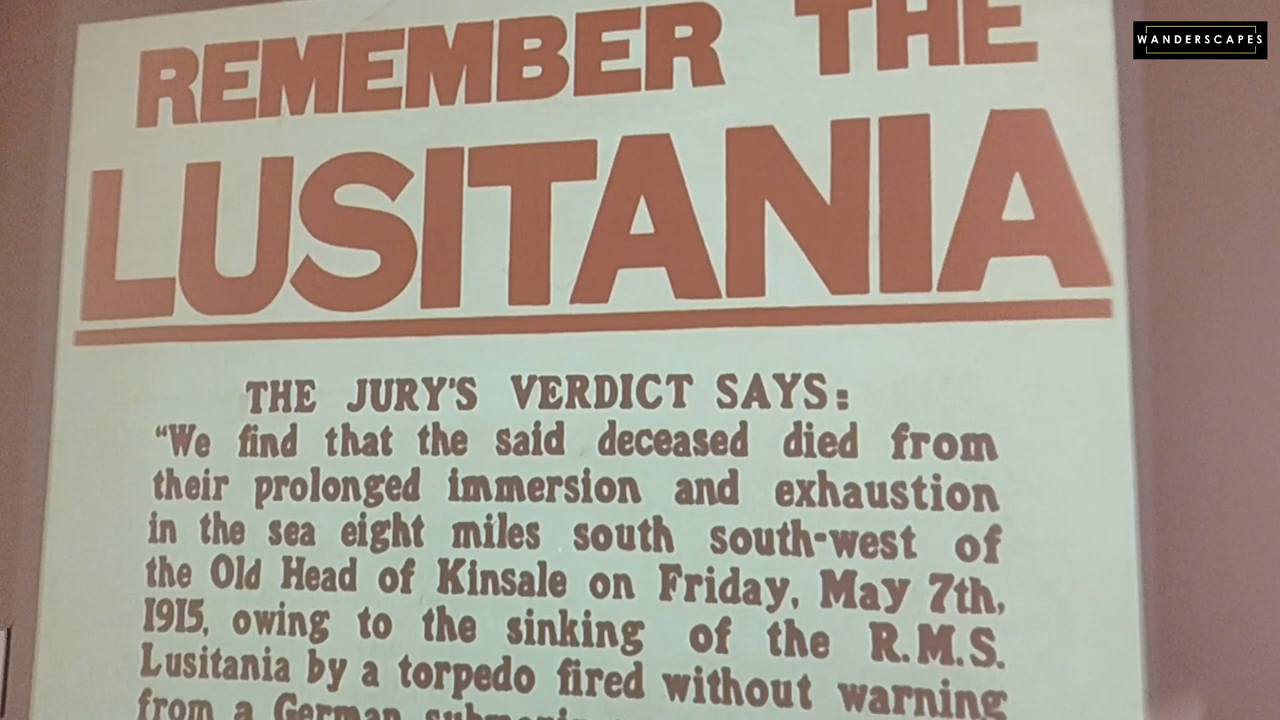 WANDERSCAPES
REMEMBER THE
LUSITANIA
THE JURY'S VERDICT SAYS:
“We find that the said deceased died from
their prolonged immersion and exhaustion
in the sea eight miles south south-west of
the Old Head of Kinsale on Friday, May 7th,
1915, owing to the sinking of the R.M.S.
Lusitania by a torpedo fired without warning
from a German